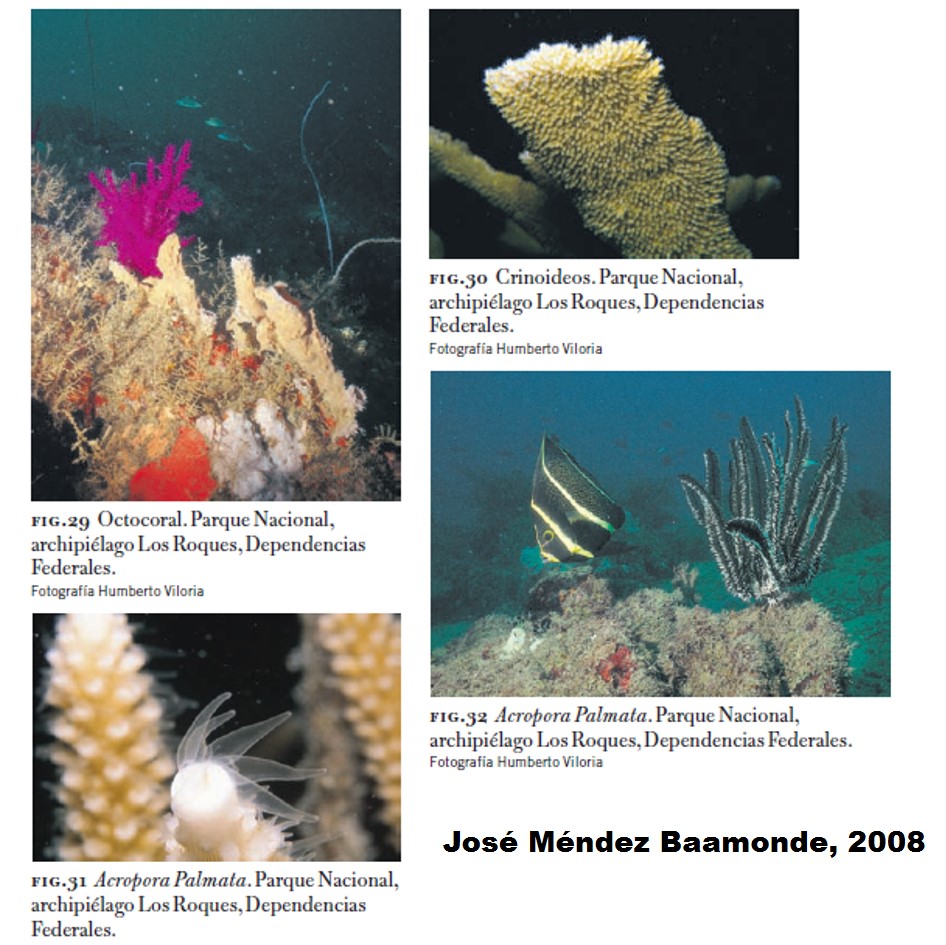 FIG.29 Octocoral. Parque Nacional,
archipiélago Los Roques, Dependencias
Federales.
Fotografía Humberto Viloria
FIG.31 Acropora Palmata. Parque Nacional,
archipiélago Los Roques, Dependencias
Federales.
FIG.30 Crinoideos. Parque Nacional,
archipiélago Los Roques, Dependencias
Federales.
Fotografía Humberto Viloria
FIG.32 Acropora Palmata. Parque Nacional,
archipiélago Los Roques, Dependencias Federales.
Fotografía Humberto Viloria
José Méndez Baamonde, 2008